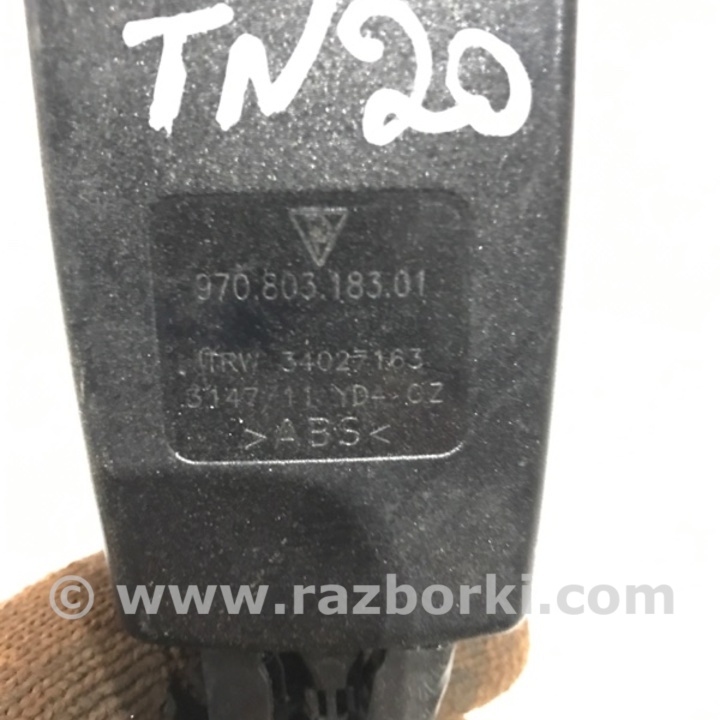 TN20
970.803.183.01
TRW 34027163
3147/11 YD- CZ
>ABS<
© www.razborki.com